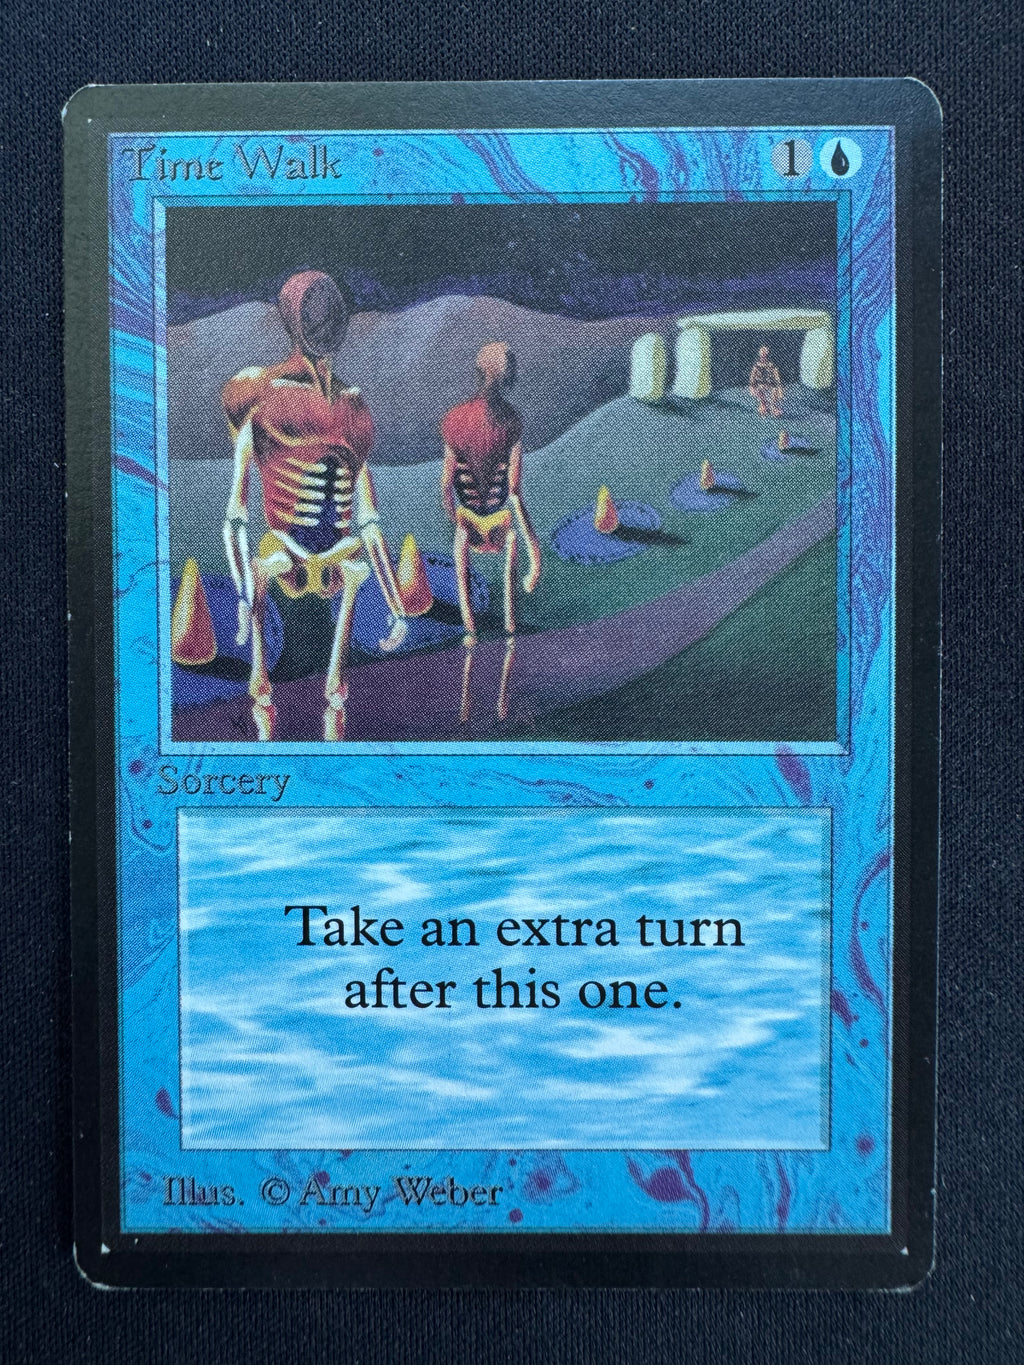 Time Walk 1
Sorcery
Take an extra turn
after this one.
Illus. © Amy Weber